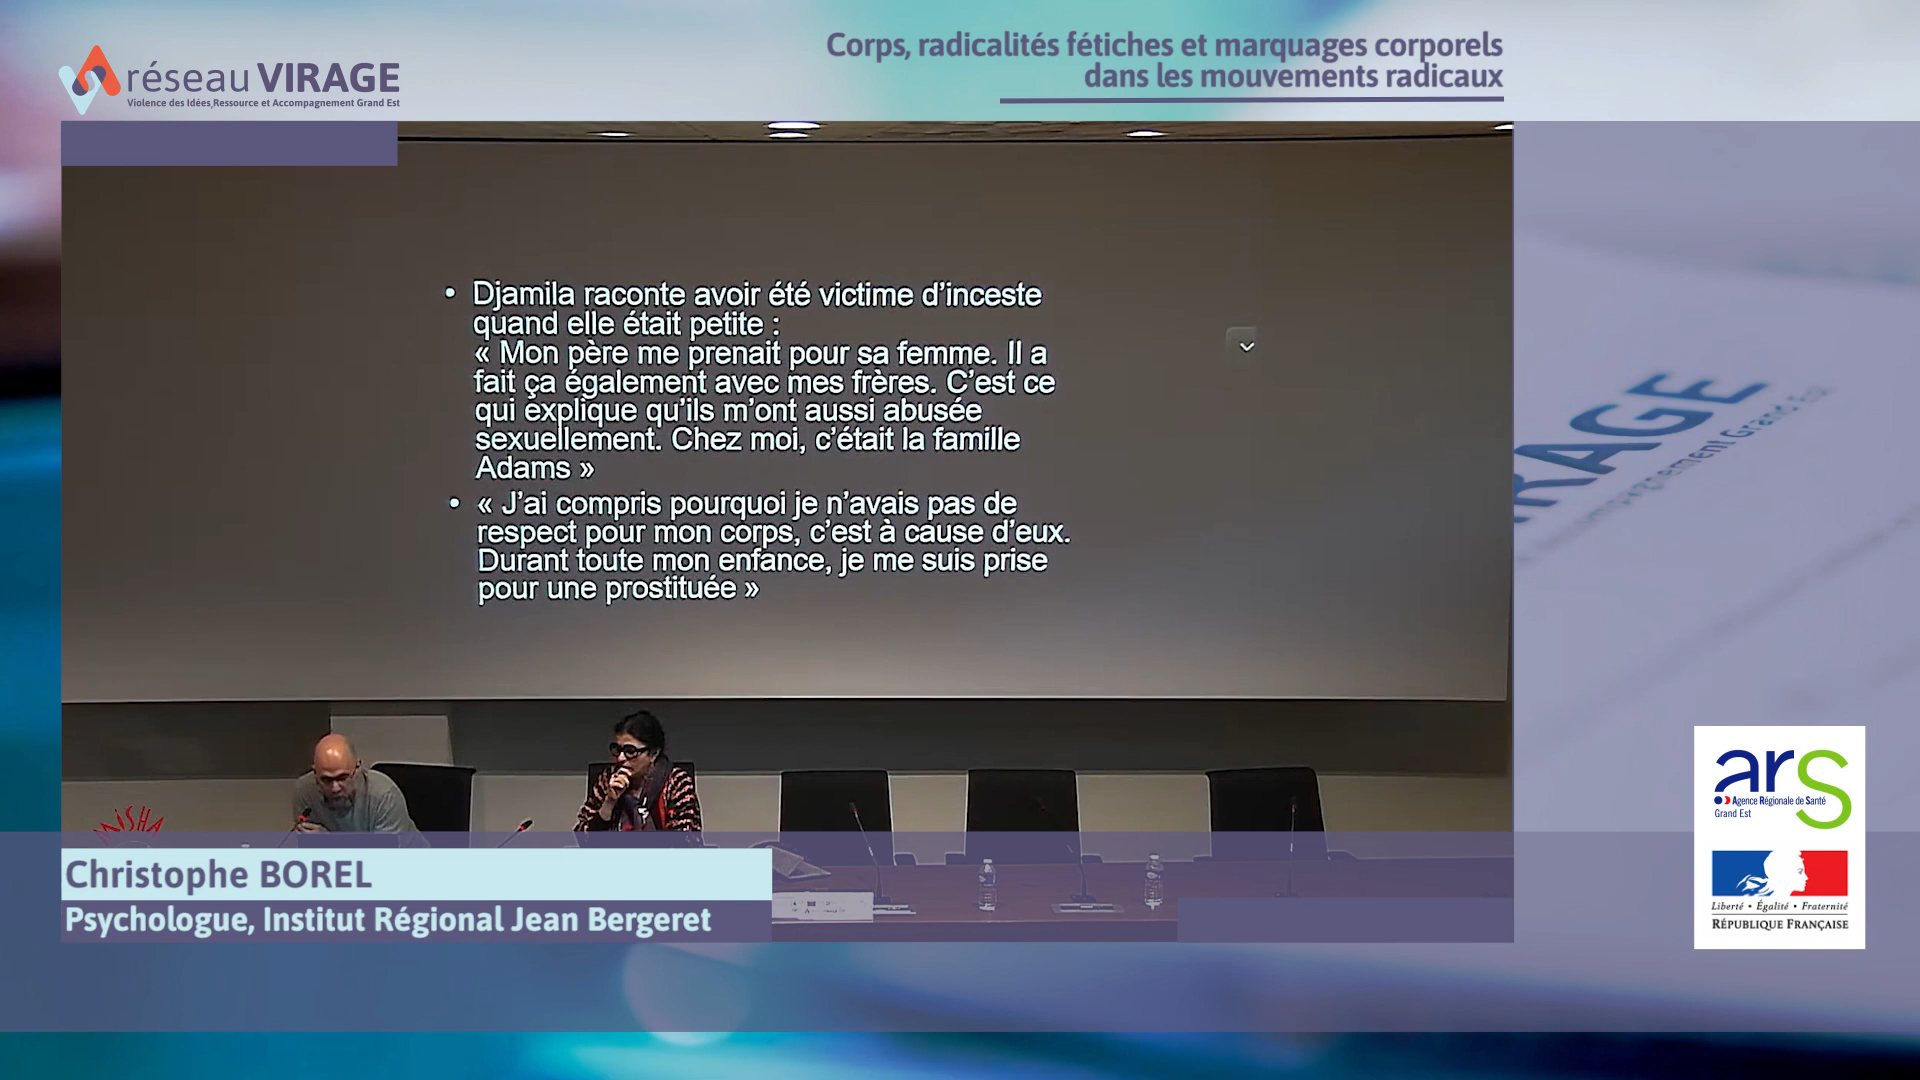 réseau VIRAGE
Violence des Idées,Ressource et Accompagnement Grand Est
Corps, radicalités fétiches et marquages corporels
dans les mouvements radicaux
• Djamila raconte avoir été victime d’inceste
quand elle était petite :
« Mon père me prenait pour sa femme. Il a
fait ça également avec mes frères. C’est ce
qui explique qu’ils m’ont aussi abusée
sexuellement. Chez moi, c’était la famille
Adams »
• « J’ai compris pourquoi je n’avais pas de
respect pour mon corps, c’est à cause d’eux.
Durant toute mon enfance, je me suis prise
pour une prostituée »
RAGE
MISHA
Christophe BOREL
Psychologue, Institut Régional Jean Bergeret
ars
Agence Régionale de Santé
Grand Est
Liberté • Égalité • Fraternité
RÉPUBLIQUE FRANÇAISE